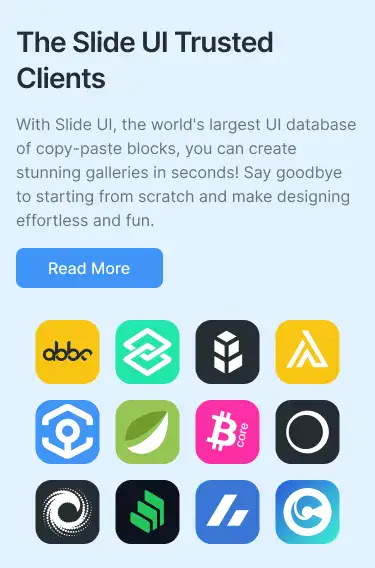 The Slide UI Trusted
Clients
With Slide UI, the world's largest UI database
of copy-paste blocks, you can create
stunning galleries in seconds! Say goodbye
to starting from scratch and make designing
effortless and fun.
Read More
abbc
core